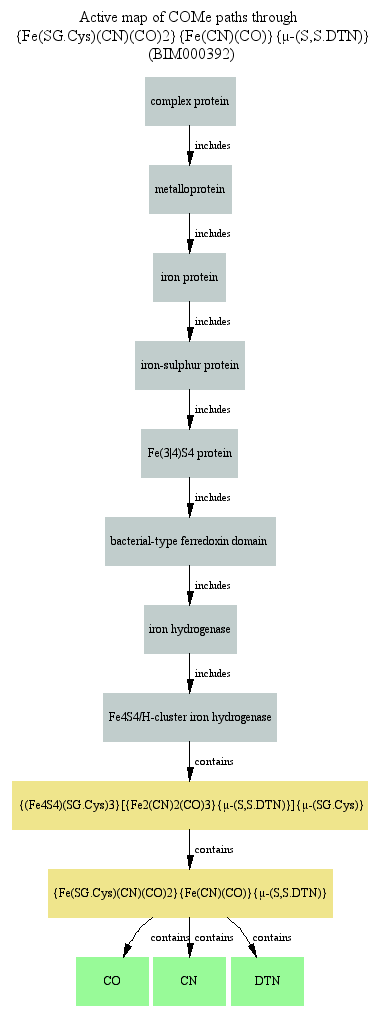 Active map of COMe paths through
{Fe(SG.Cys)(CN)(CO)2}{Fe(CN)(CO)}{μ-(S,S.DTN)}
(BIM000392)
complex protein
includes
metalloprotein
includes
iron protein
includes
iron-sulphur protein
includes
Fe(3|4)S4 protein
includes
bacterial-type ferredoxin domain
includes
iron hydrogenase
includes
Fe4S4/H-cluster iron hydrogenase
contains
{(Fe4S4)(SG.Cys)3}[{Fe2(CN)2(CO)3}{μ-(S,S.DTN)}]{μ-(SG.Cys)}
contains
{Fe(SG.Cys)(CN)(CO)2}{Fe(CN)(CO)}{μ-(S,S.DTN)}
contains contains contains
CO CN DTN